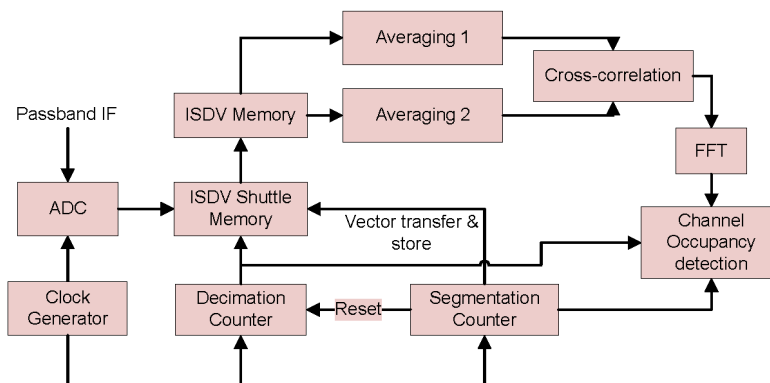 Averaging 1
Cross-correlation
ISDV Memory
Averaging 2
Passband IF
FFT
ADC
ISDV Shuttle
Memory
Vector transfer &
store
Channel
Occupancy
detection
Clock
Generator
Decimation
Counter
Reset
Segmentation
Counter